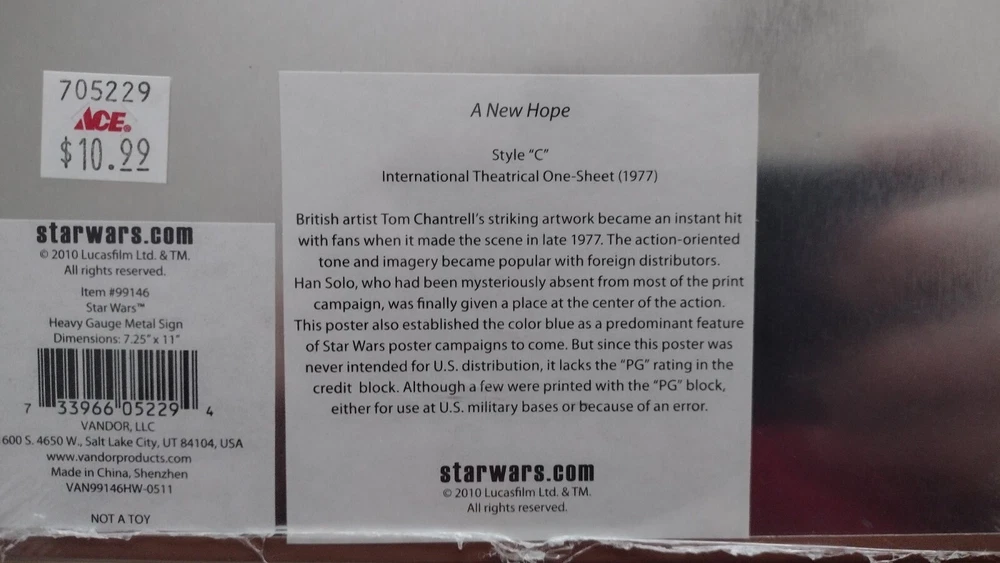 705229
ACE®
$10.99
starwars.com
© 2010 Lucasfilm Ltd. & TM.
All rights reserved.
Item #99146
Star Wars™
Heavy Gauge Metal Sign
Dimensions: 7.25" x 11"
7 33966 05229 4
VANDOR, LLC
600 S. 4650 W., Salt Lake City, UT 84104, USA
www.vandorproducts.com
Made in China, Shenzhen
VAN99146HW-0511
NOT A TOY
A New Hope
Style “C”
International Theatrical One-Sheet (1977)
British artist Tom Chantrell’s striking artwork became an instant hit
with fans when it made the scene in late 1977. The action-oriented
tone and imagery became popular with foreign distributors.
Han Solo, who had been mysteriously absent from most of the print
campaign, was finally given a place at the center of the action.
This poster also established the color blue as a predominant feature
of Star Wars poster campaigns to come. But since this poster was
never intended for U.S. distribution, it lacks the “PG” rating in the
credit block. Although a few were printed with the “PG” block,
either for use at U.S. military bases or because of an error.
starwars.com
© 2010 Lucasfilm Ltd. & TM.
All rights reserved.